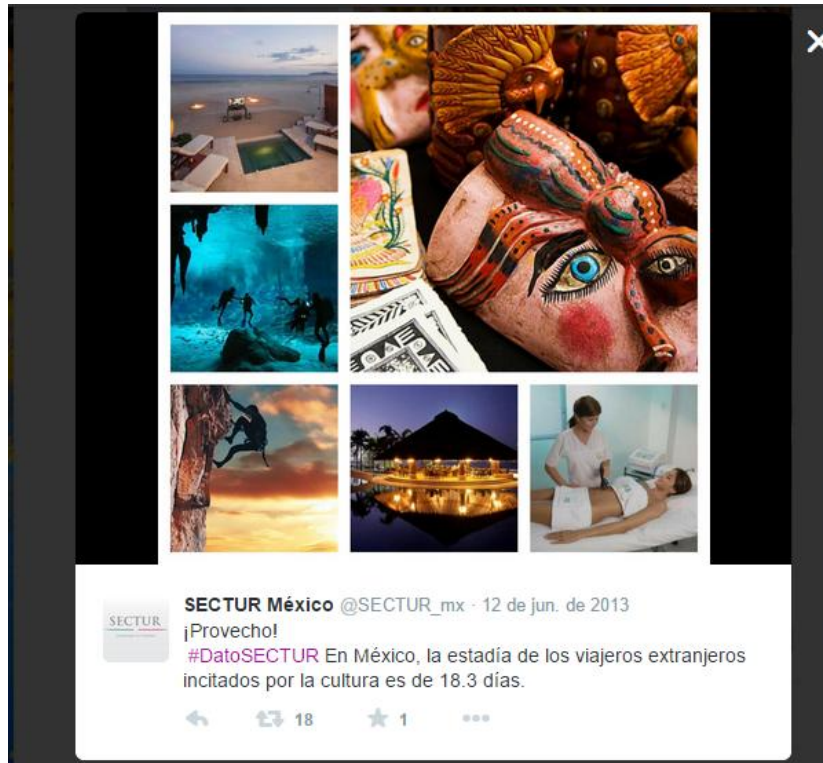 SECTUR
SECTUR México @SECTUR_mx · 12 de jun. de 2013
¡Provecho!
#DatoSECTUR En México, la estadía de los viajeros extranjeros
incitados por la cultura es de 18.3 días.
18 1